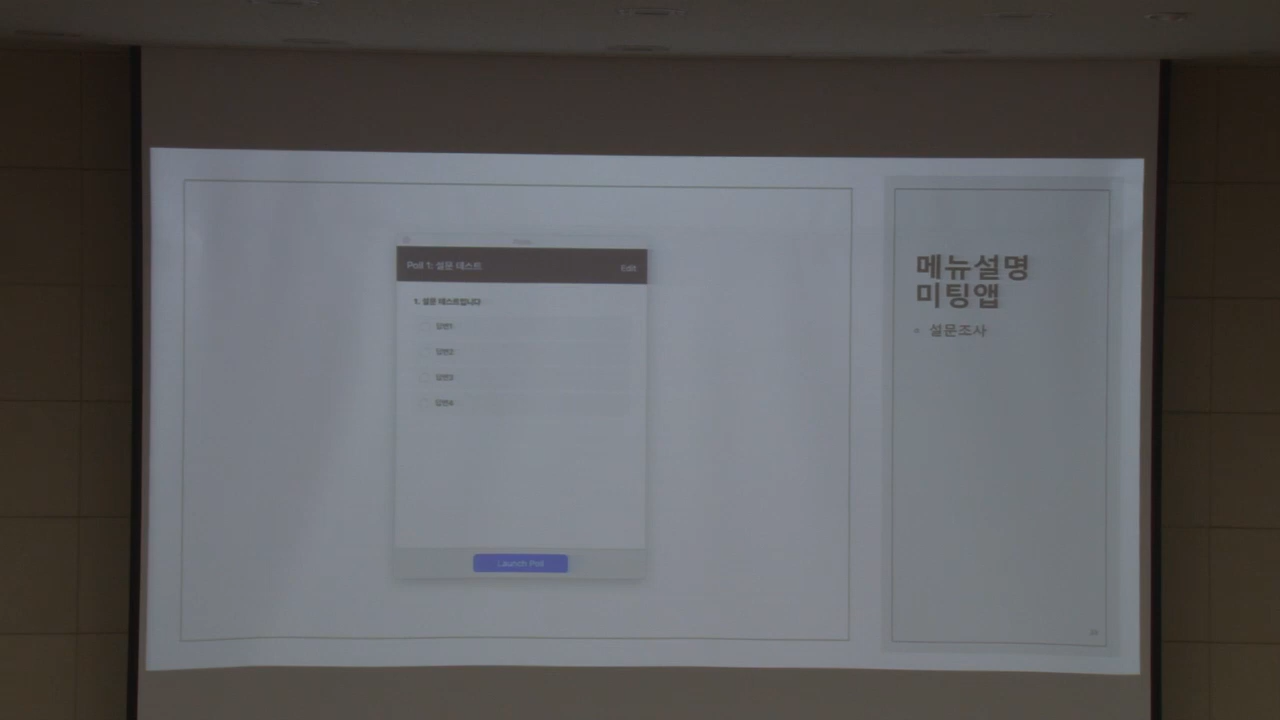 Poll 1: 설문 테스트
Edit
1. 설문 테스트입니다
답변1
답변2
답변3
답변4
Launch Poll
메뉴설명
미팅앱
설문조사